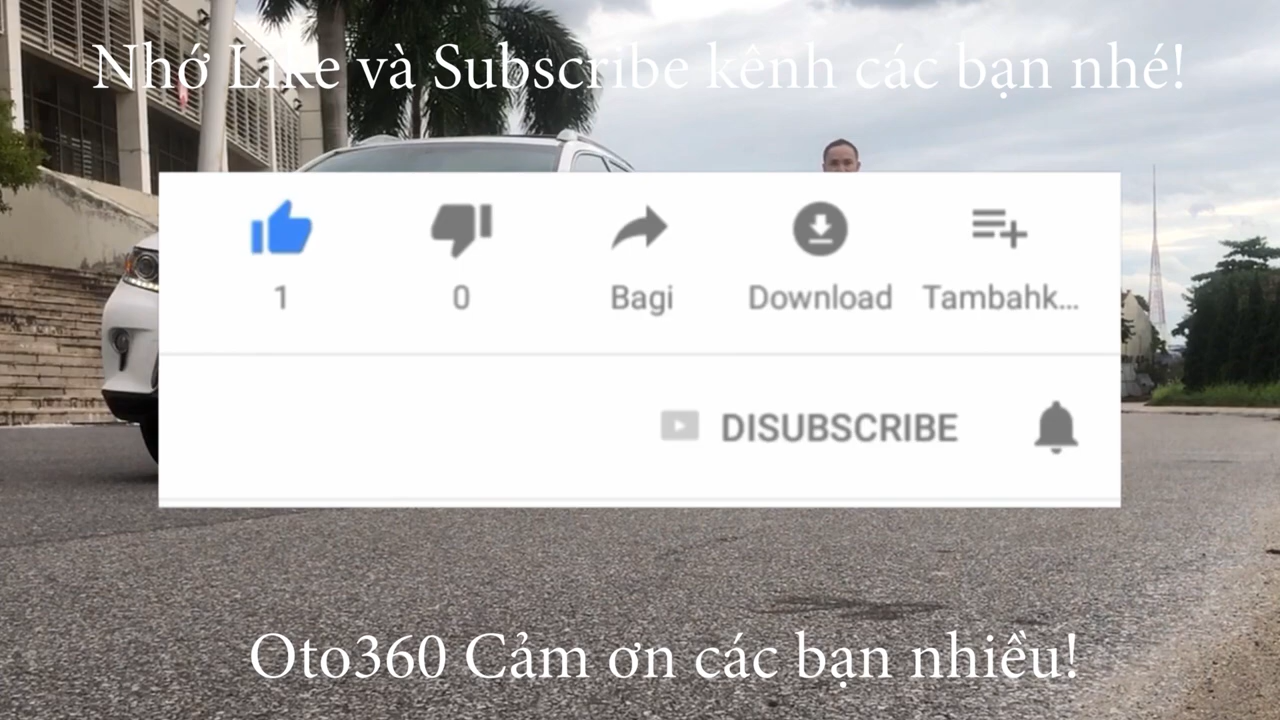 Nhớ Like và Subscribe kênh các bạn nhé!
1 0 Bagi Download Tambahk...
DISUBSCRIBE
Oto360 Cảm ơn các bạn nhiều!